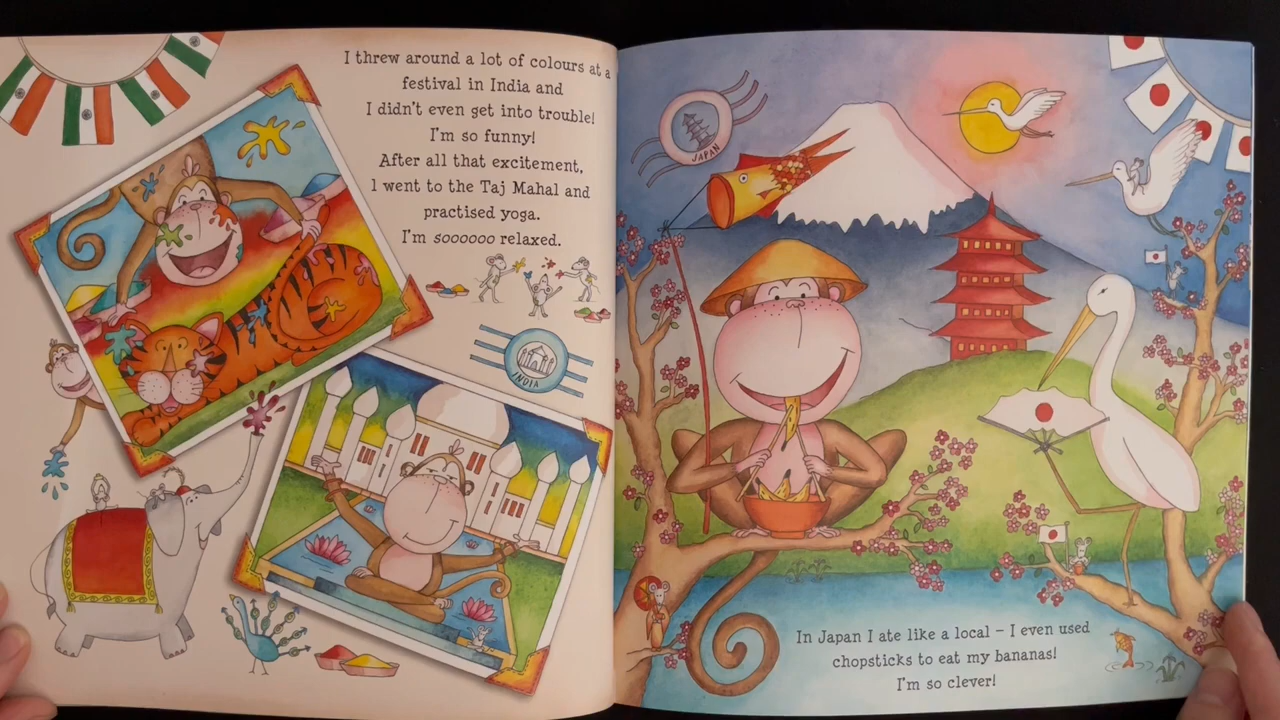 I threw around a lot of colours at a
festival in India and
I didn't even get into trouble!
I'm so funny!
After all that excitement,
I went to the Taj Mahal and
practised yoga.
I'm soooooo relaxed.
INDIA
JAPAN
In Japan I ate like a local – I even used
chopsticks to eat my bananas!
I'm so clever!